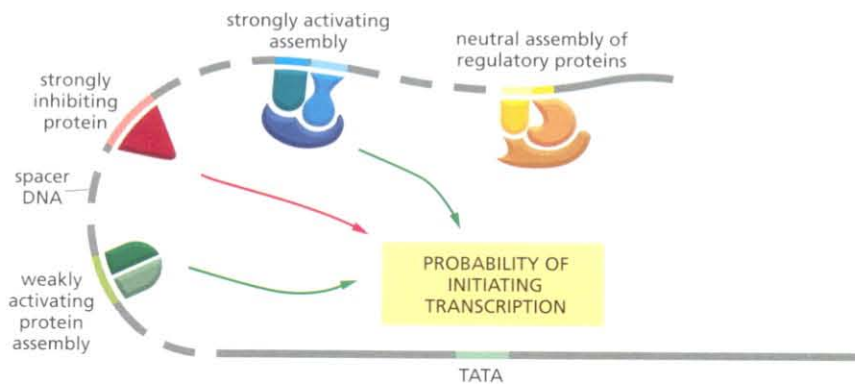 strongly activating
assembly
neutral assembly of
regulatory proteins
strongly
inhibiting
protein
spacer
DNA
PROBABILITY OF
INITIATING
TRANSCRIPTION
weakly
activating
protein
assembly
TATA